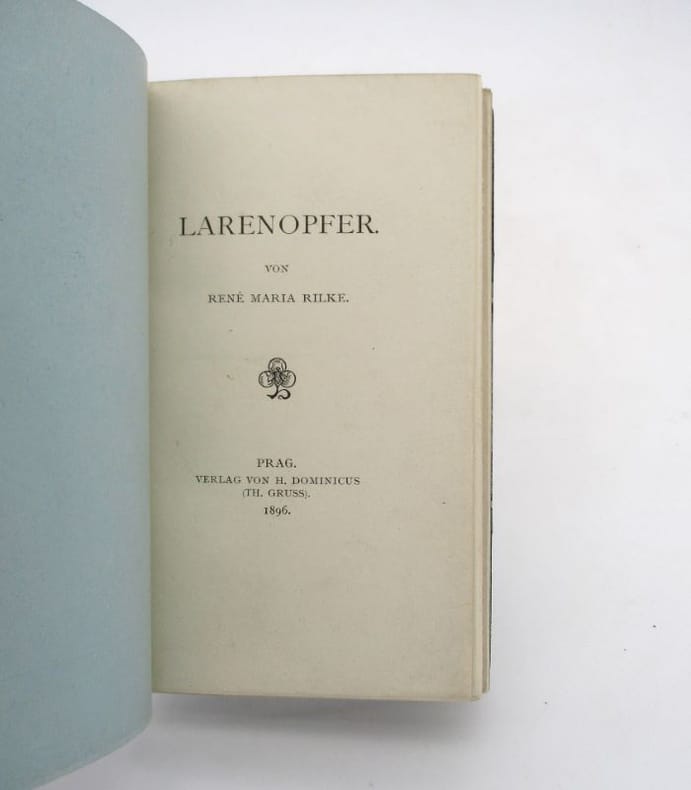 LARENOPFER.
VON
RENÉ MARIA RILKE.
PRAG.
VERLAG VON H. DOMINICUS
(TH. GRUSS).
1896.